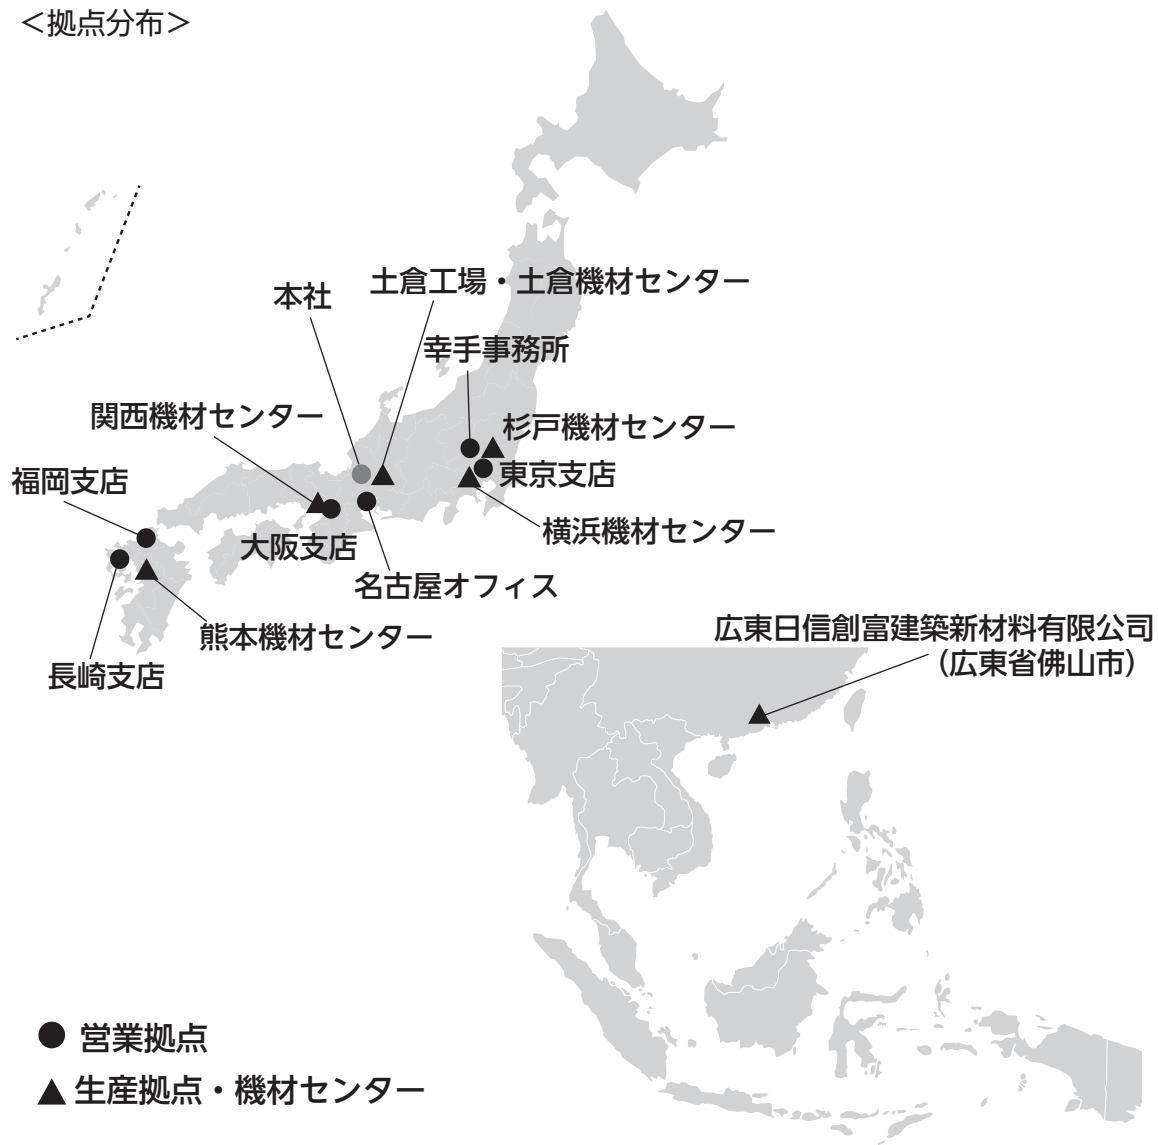 ＜拠点分布＞
土倉工場・土倉機材センター
本社
幸手事務所
関西機材センター
杉戸機材センター
福岡支店
東京支店
横浜機材センター
大阪支店
名古屋オフィス
熊本機材センター
長崎支店
広東日信創富建築新材料有限公司
（広東省佛山市）
● 営業拠点
▲ 生産拠点・機材センター